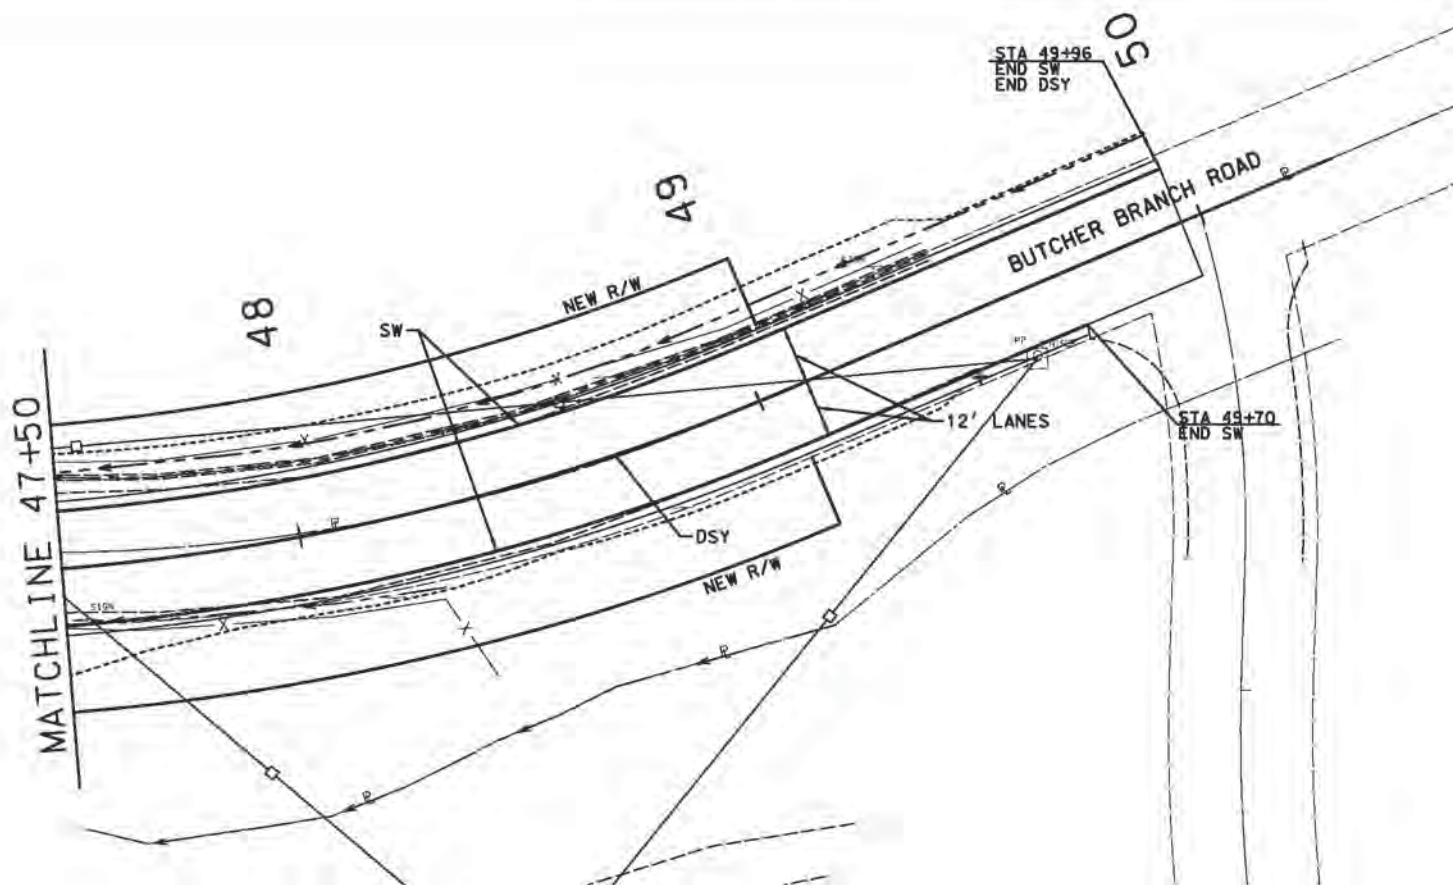 50
STA 49+96
END SW
END DSY
49
BUTCHER BRANCH ROAD
NEW R/W
48
SW
MATCHLINE 47+50
PP
12' LANES
STA 49+70
END SW
DSY
NEW R/W
SIGN